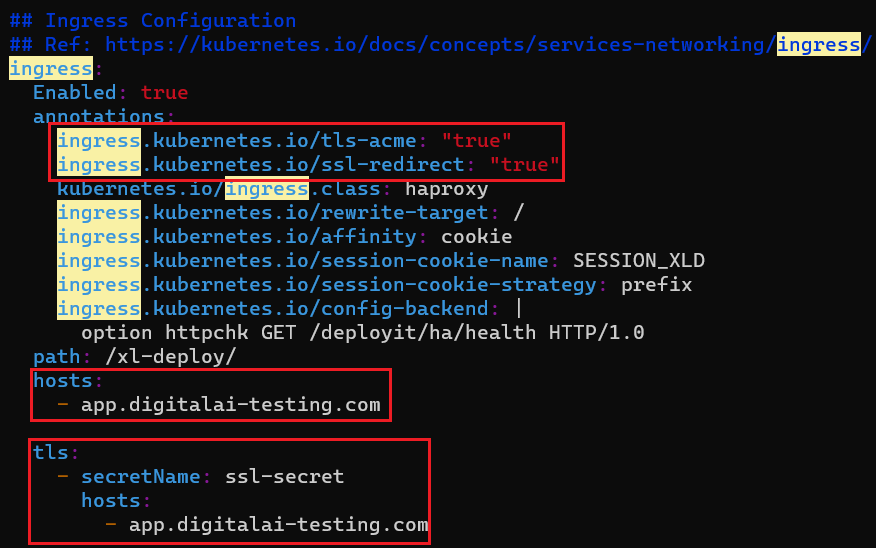 ## Ingress Configuration
## Ref: https://kubernetes.io/docs/concepts/services-networking/ingress/
ingress:
  Enabled: true
  annotations:
    ingress.kubernetes.io/tls-acme: "true"
    ingress.kubernetes.io/ssl-redirect: "true"
    kubernetes.io/ingress.class: haproxy
    ingress.kubernetes.io/rewrite-target: /
    ingress.kubernetes.io/affinity: cookie
    ingress.kubernetes.io/session-cookie-name: SESSION_XLD
    ingress.kubernetes.io/session-cookie-strategy: prefix
    ingress.kubernetes.io/config-backend: |
      option httpchk GET /deployit/ha/health HTTP/1.0
  path: /xl-deploy/
  hosts:
    - app.digitalai-testing.com
  tls:
    - secretName: ssl-secret
      hosts:
        - app.digitalai-testing.com